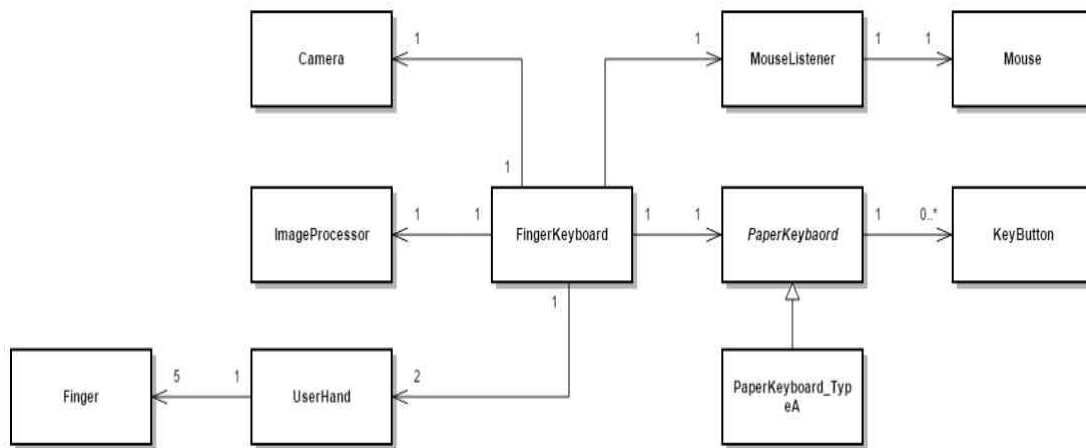 1
1
1
1
Camera
MouseListener
Mouse
1
1
1
1
1
1
0..*
ImageProcessor
FingerKeyboard
PaperKeybaord
KeyButton
1
5
1
2
Finger
UserHand
PaperKeyboard_Typ
eA